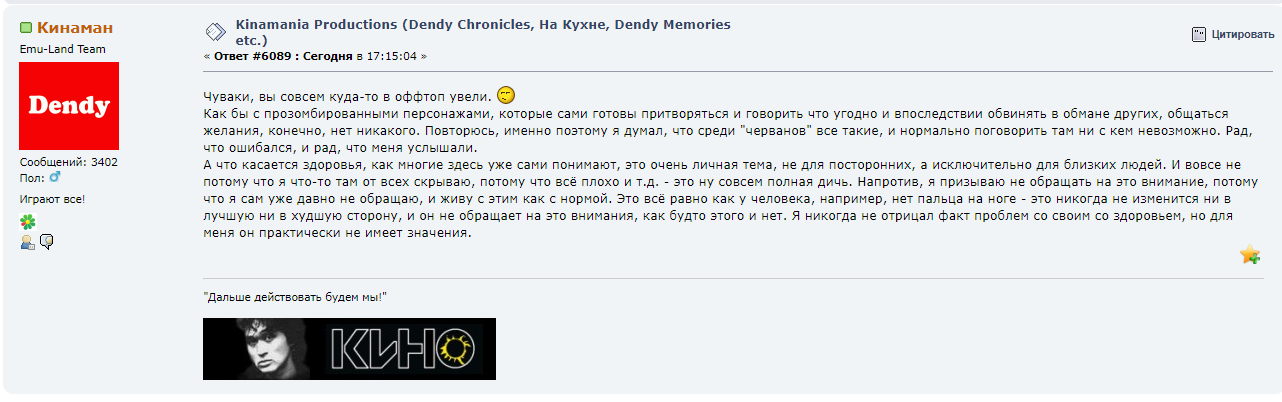 Кинаман
Emu-Land Team
Dendy
Сообщений: 3402
Пол:
Играют все!
Kinamania Productions (Dendy Chronicles, На Кухне, Dendy Memories
etc.)
« Ответ #6089 : Сегодня в 17:15:04 »
Цитировать
Чуваки, вы совсем куда-то в оффтоп увели.
Как бы с прозомбированными персонажами, которые сами готовы притворяться и говорить что угодно и впоследствии обвинять в обмане других, общаться
желания, конечно, нет никакого. Повторюсь, именно поэтому я думал, что среди "черванов" все такие, и нормально поговорить там ни с кем невозможно. Рад,
что ошибался, и рад, что меня услышали.
А что касается здоровья, как многие здесь уже сами понимают, это очень личная тема, не для посторонних, а исключительно для близких людей. И вовсе не
потому что я что-то там от всех скрываю, потому что всё плохо и т.д. - это ну совсем полная дичь. Напротив, я призываю не обращать на это внимание, потому
что я сам уже давно не обращаю, и живу с этим как с нормой. Это всё равно как у человека, например, нет пальца на ноге - это никогда не изменится ни в
лучшую ни в худшую сторону, и он не обращает на это внимания, как будто этого и нет. Я никогда не отрицал факт проблем со своим со здоровьем, но для
меня он практически не имеет значения.
"Дальше действовать будем мы!"
КИНО